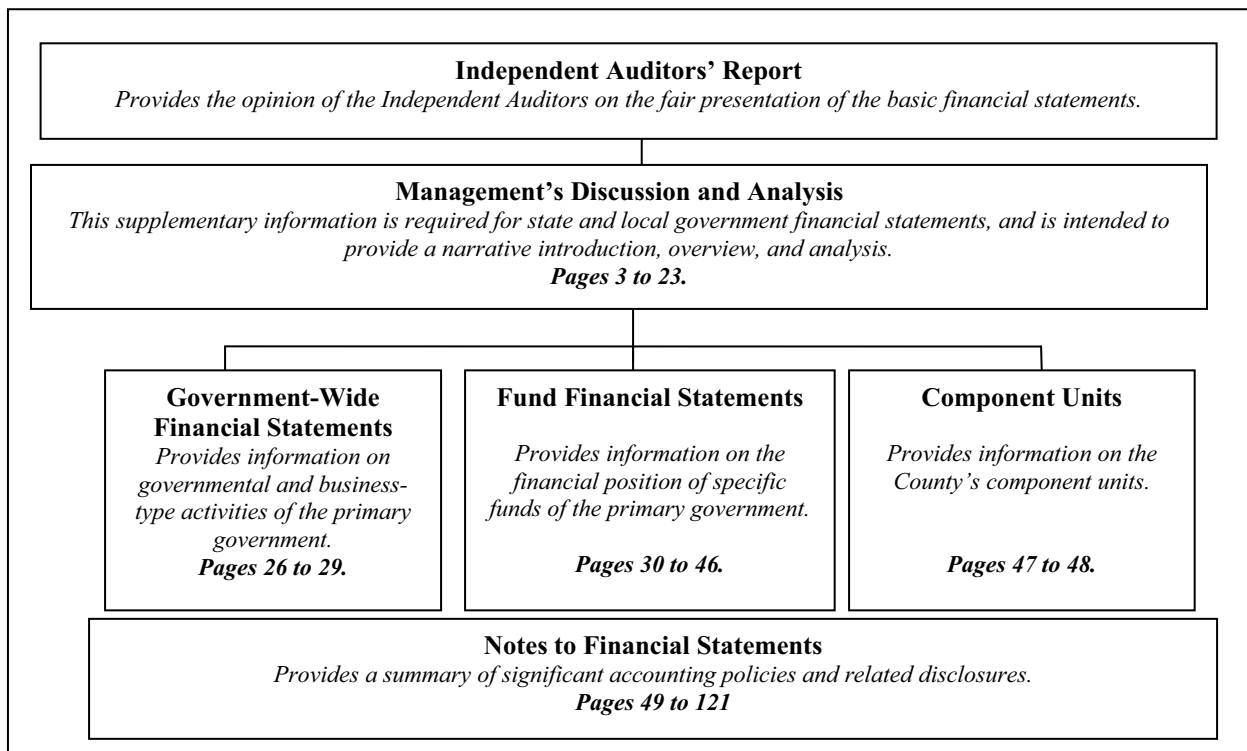 Independent Auditors’ Report
Provides the opinion of the Independent Auditors on the fair presentation of the basic financial statements.
Management’s Discussion and Analysis
This supplementary information is required for state and local government financial statements, and is intended to
provide a narrative introduction, overview, and analysis.
Pages 3 to 23.
Government-Wide
Financial Statements
Provides information on
governmental and business-
type activities of the primary
government.
Pages 26 to 29.
Fund Financial Statements
Provides information on the
financial position of specific
funds of the primary government.
Pages 30 to 46.
Component Units
Provides information on the
County’s component units.
Pages 47 to 48.
Notes to Financial Statements
Provides a summary of significant accounting policies and related disclosures.
Pages 49 to 121